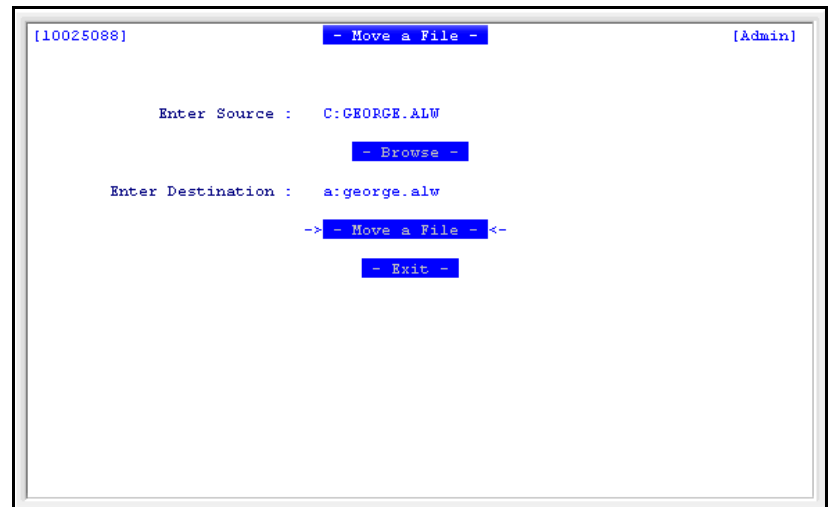 [10025088] - Move a File - [Admin]
Enter Source : C:GEORGE.ALW
- Browse -
Enter Destination : a:george.alw
-> - Move a File - <-
- Exit -